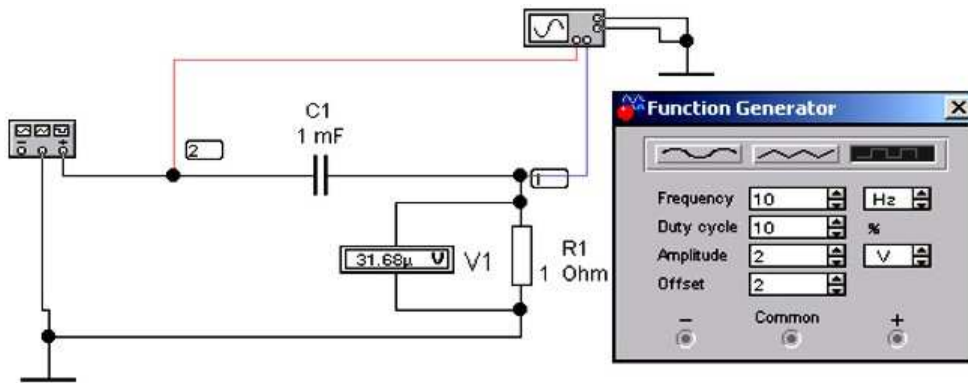 C1
1 mF
2
1
31.68µ V
V1
R1
1 Ohm
- +
Function Generator
Frequency 10 Hz
Duty cycle 10 %
Amplitude 2 V
Offset 2
- Common +